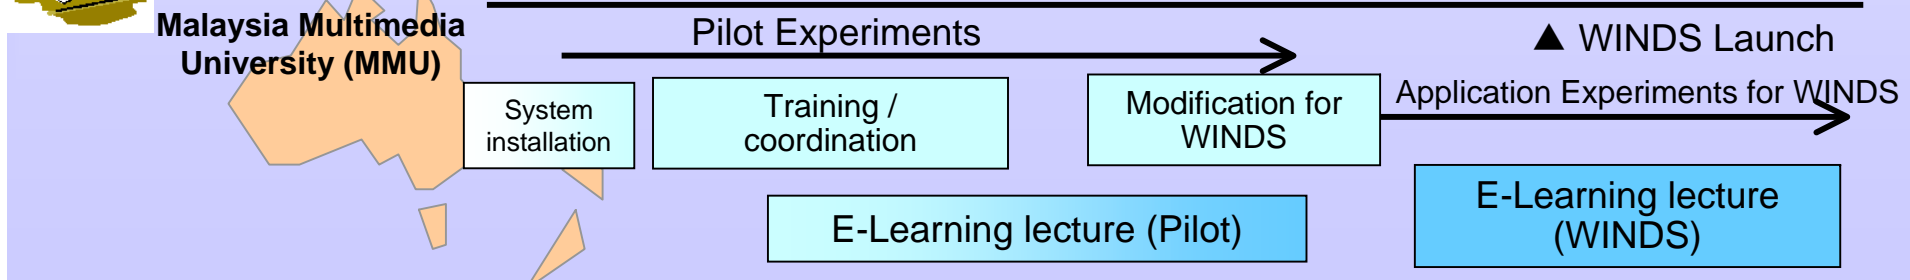 Malaysia Multimedia
University (MMU)
Pilot Experiments
▲ WINDS Launch
System
installation
Training /
coordination
Modification for
WINDS
Application Experiments for WINDS
E-Learning lecture (Pilot)
E-Learning lecture
(WINDS)